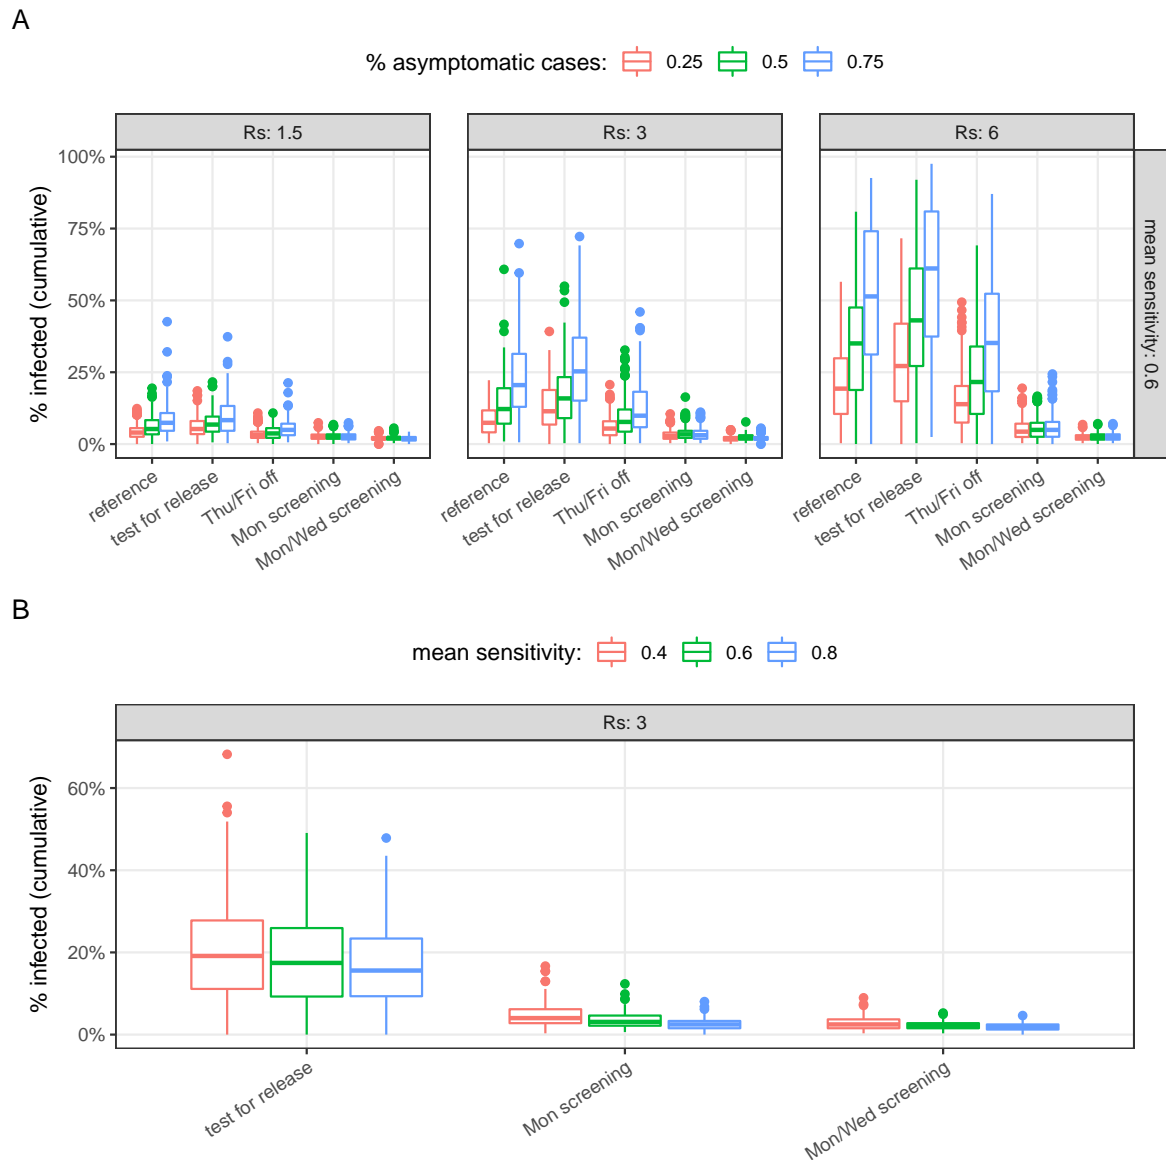 A
% asymptomatic cases: 0.25 0.5 0.75
Rs: 1.5 Rs: 3 Rs: 6
mean sensitivity: 0.6
% infected (cumulative)
100%
75%
50%
25%
0%
reference test for release Thu/Fri off Mon screening Mon/Wed screening
reference test for release Thu/Fri off Mon screening Mon/Wed screening
reference test for release Thu/Fri off Mon screening Mon/Wed screening
B
mean sensitivity: 0.4 0.6 0.8
Rs: 3
% infected (cumulative)
60%
40%
20%
0%
test for release Mon screening Mon/Wed screening